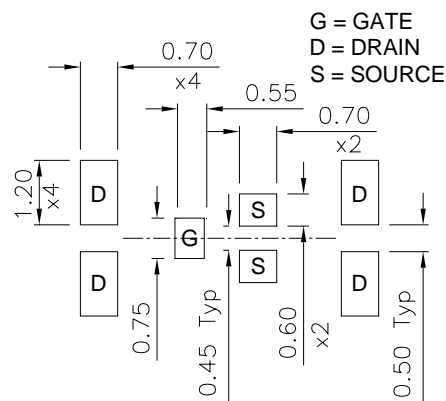 G = GATE
D = DRAIN
S = SOURCE
0.70
x4
0.55
0.70
x2
1.20
x4
D
D
G
S
S
D
D
0.75
0.45 Typ
0.60
x2
0.50 Typ